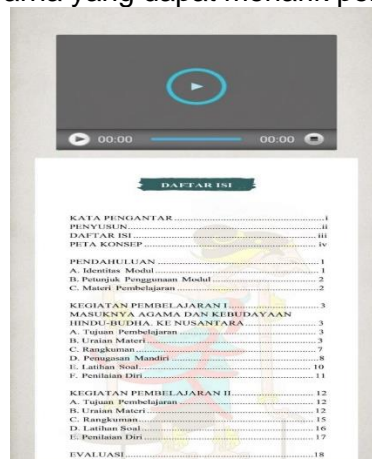 00:00 00:00
DAFTAR ISI
KATA PENGANTAR i
PENYUSUN ii
DAFTAR ISI iii
PETA KONSEP iv
PENDAHULUAN 1
A. Identitas Modul 1
B. Petunjuk Penggunaan Modul 2
C. Materi Pembelajaran 2
KEGIATAN PEMBELAJARAN I 3
MASUKNYA AGAMA DAN KEBUDAYAAN
HINDU-BUDHA. KE NUSANTARA 3
A. Tujuan Pembelajaran 3
B. Uraian Materi 3
C. Rangkuman 7
D. Penugasan Mandiri 8
E. Latihan Soal 10
F. Penilaian Diri 11
KEGIATAN PEMBELAJARAN II 12
A. Tujuan Pembelajaran 12
B. Uraian Materi 12
C. Rangkuman 15
D. Latihan Soal 16
E. Penilaian Diri 17
EVALUASI 18